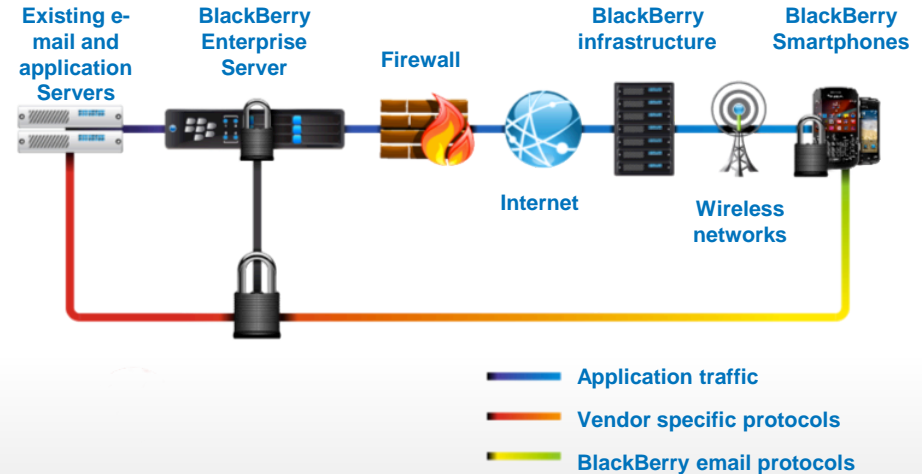 Existing e-
mail and
application
Servers
BlackBerry
Enterprise
Server
Firewall
BlackBerry
infrastructure
BlackBerry
Smartphones
Internet
Wireless
networks
Application traffic
Vendor specific protocols
BlackBerry email protocols